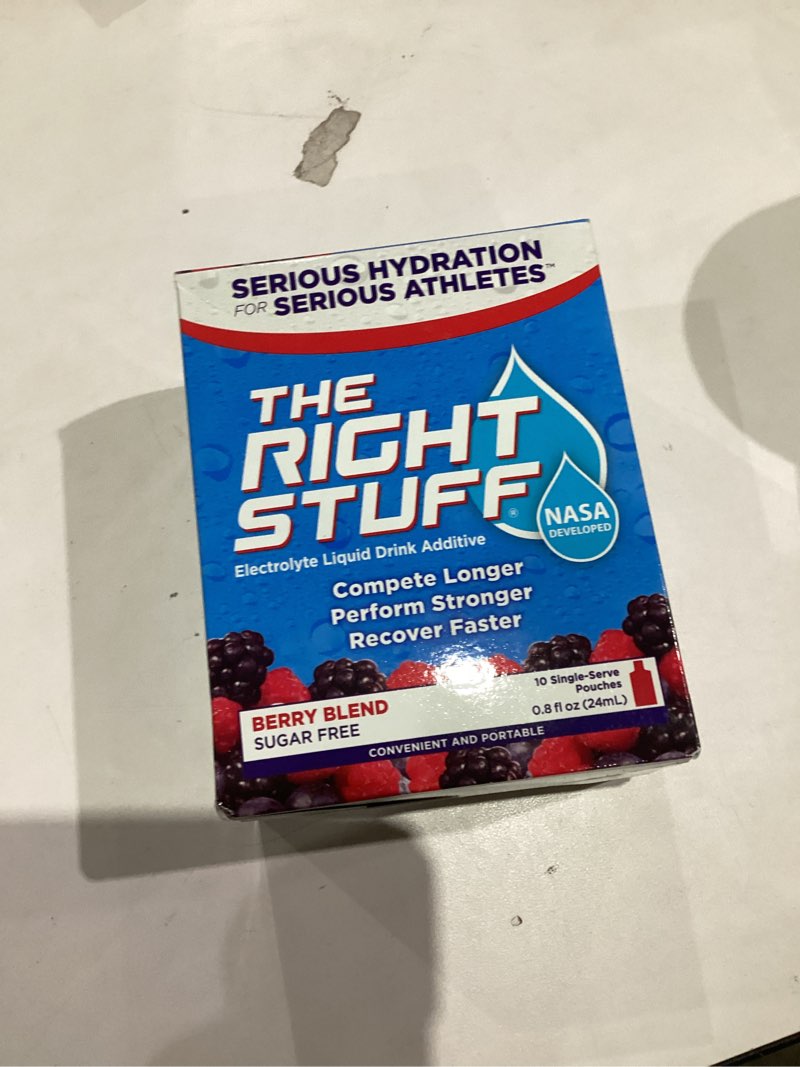 SERIOUS HYDRATION
FOR SERIOUS ATHLETES™
THE
RIGHT
STUFF®
NASA
DEVELOPED
Electrolyte Liquid Drink Additive
Compete Longer
Perform Stronger
Recover Faster
BERRY BLEND
SUGAR FREE
10 Single-Serve
Pouches
0.8 fl oz (24mL)
CONVENIENT AND PORTABLE